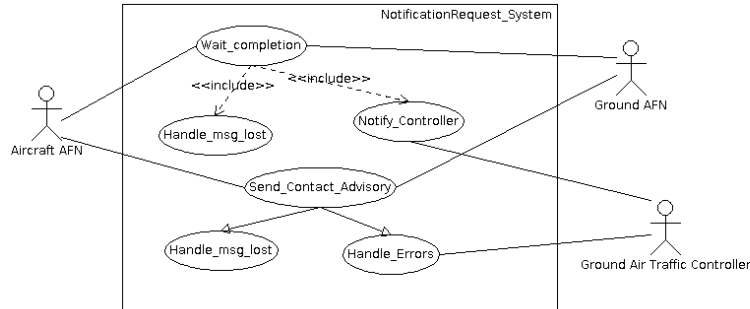 NotificationRequest_System
Wait_completion
<<include>>
<<include>>
Ground AFN
Handle_msg_lost
Notify_Controller
Aircraft AFN
Send_Contact_Advisory
Handle_msg_lost
Handle_Errors
Ground Air Traffic Controller